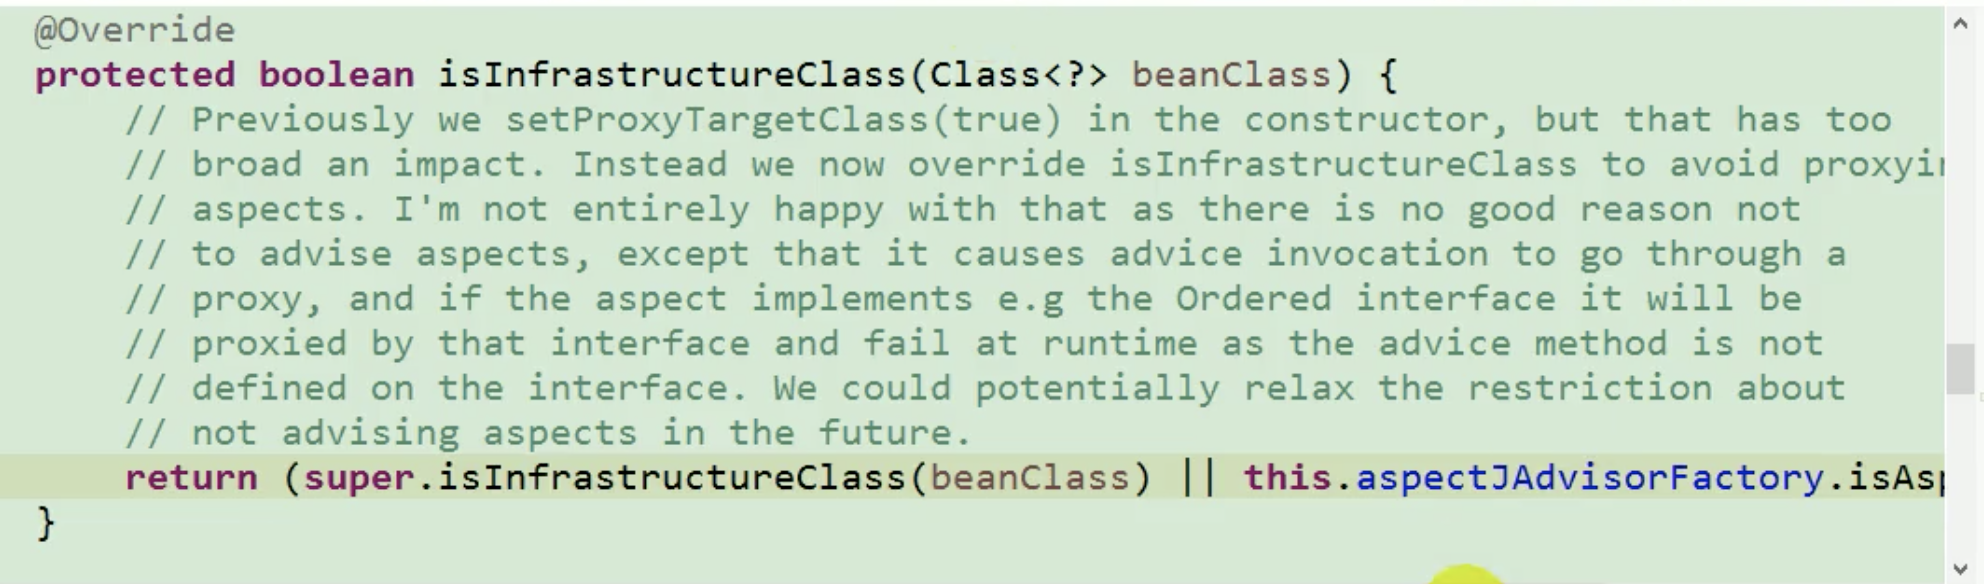 @Override
protected boolean isInfrastructureClass(Class<?> beanClass) {
// Previously we setProxyTargetClass(true) in the constructor, but that has too
// broad an impact. Instead we now override isInfrastructureClass to avoid
// aspects. I'm not entirely happy with that as there is no good reason not
// to advise aspects, except that it causes advice invocation to go through a
// proxy, and if the aspect implements e.g the Ordered interface it will be
// proxied by that interface and fail at runtime as the advice method is not
// defined on the interface. We could potentially relax the restriction about
// not advising aspects in the future.
return (super.isInfrastructureClass(beanClass) || this.aspectJAdvisorFactory.
}